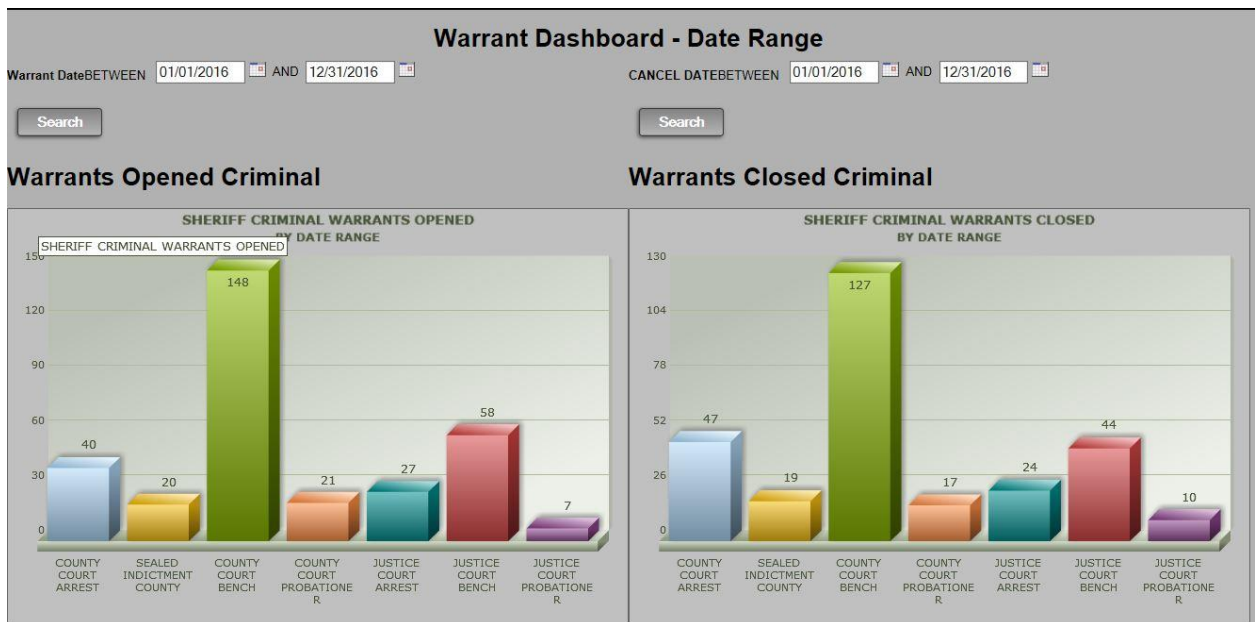 Warrant Dashboard - Date Range
Warrant DateBETWEEN 01/01/2016 AND 12/31/2016
CANCEL DATEBETWEEN 01/01/2016 AND 12/31/2016
Search
Search
Warrants Opened Criminal
Warrants Closed Criminal
SHERIFF CRIMINAL WARRANTS OPENED
BY DATE RANGE
SHERIFF CRIMINAL WARRANTS OPENED
150
120
90
60
30
0
40
20
148
21
27
58
7
COUNTY
COURT
ARREST
SEALED
INDICTMENT
COUNTY
COUNTY
COURT
BENCH
COUNTY
COURT
PROBATIONE
R
JUSTICE
COURT
ARREST
JUSTICE
COURT
BENCH
JUSTICE
COURT
PROBATIONE
R
SHERIFF CRIMINAL WARRANTS CLOSED
BY DATE RANGE
130
104
78
52
26
0
47
19
127
17
24
44
10
COUNTY
COURT
ARREST
SEALED
INDICTMENT
COUNTY
COUNTY
COURT
BENCH
COUNTY
COURT
PROBATIONE
R
JUSTICE
COURT
ARREST
JUSTICE
COURT
BENCH
JUSTICE
COURT
PROBATIONE
R